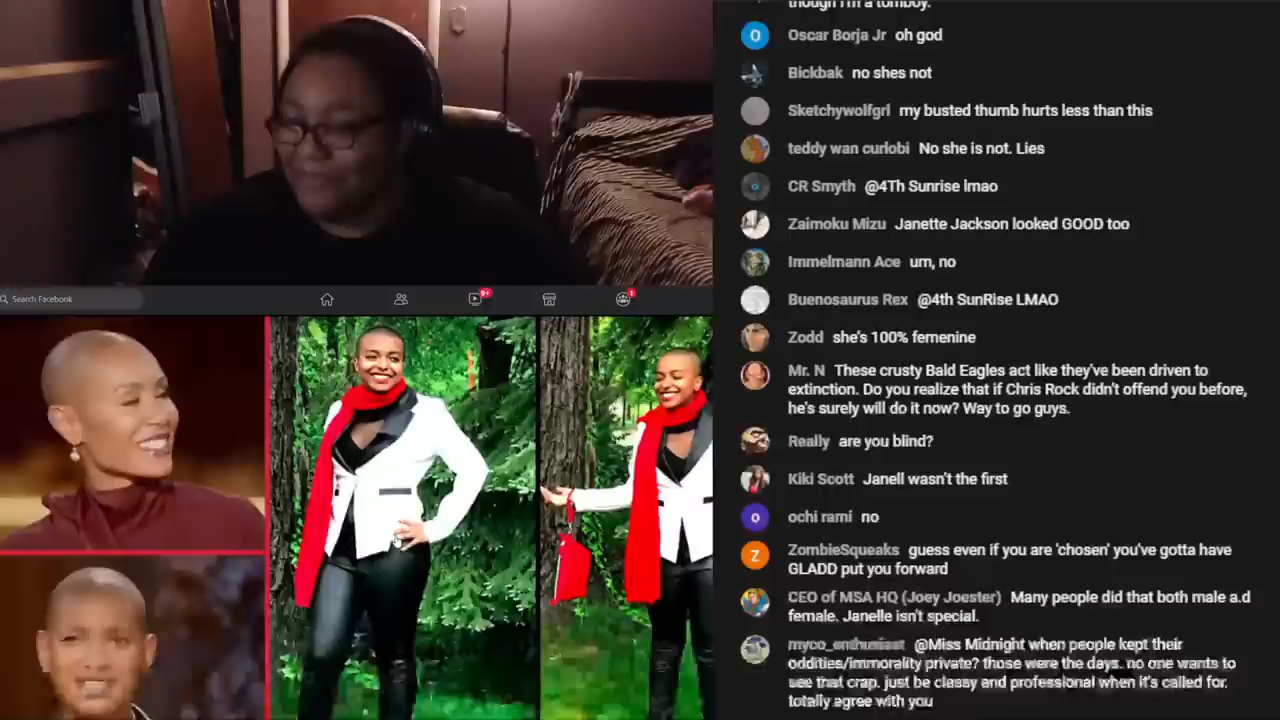 though I'm a tomboy.
Oscar Borja Jr oh god
Bickbak no shes not
Sketchywolfgrl my busted thumb hurts less than this
teddy wan curlobi No she is not. Lies
CR Smyth @4Th Sunrise lmao
Zaimoku Mizu Janette Jackson looked GOOD too
Immelmann Ace um, no
Buenosaurus Rex @4th SunRise LMAO
Zodd she's 100% femenine
Mr. N These crusty Bald Eagles act like they've been driven to
extinction. Do you realize that if Chris Rock didn't offend you before,
he's surely will do it now? Way to go guys.
Really are you blind?
Kiki Scott Janell wasn't the first
ochi rami no
ZombieSqueaks guess even if you are 'chosen' you've gotta have
GLADD put you forward
CEO of MSA HQ (Joey Joester) Many people did that both male a.d
female. Janelle isn't special.
myco_enthusiast @Miss Midnight when people kept their
oddities/immorality private? those were the days. no one wants to
see that crap. just be classy and professional when it's called for.
totally agree with you
Search Facebook
9+
1
O
o
Z